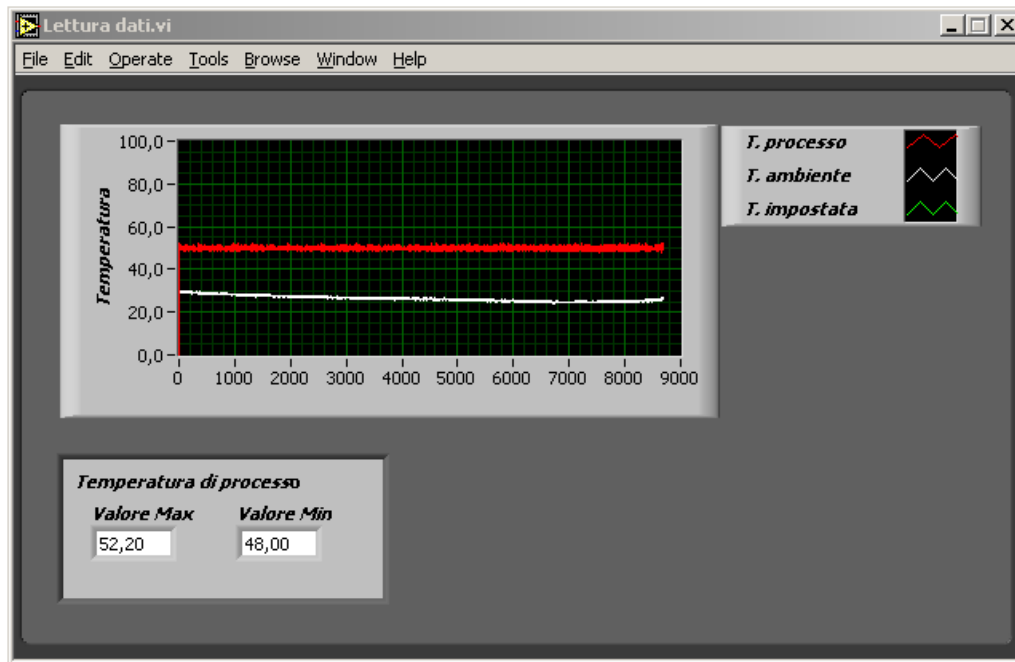 Lettura dati.vi
File Edit Operate Tools Browse Window Help
100,0
80,0
60,0
40,0
20,0
0,0
Temperatura
0 1000 2000 3000 4000 5000 6000 7000 8000 9000
T. processo
T. ambiente
T. impostata
Temperatura di processo
Valore Max Valore Min
52,20 48,00